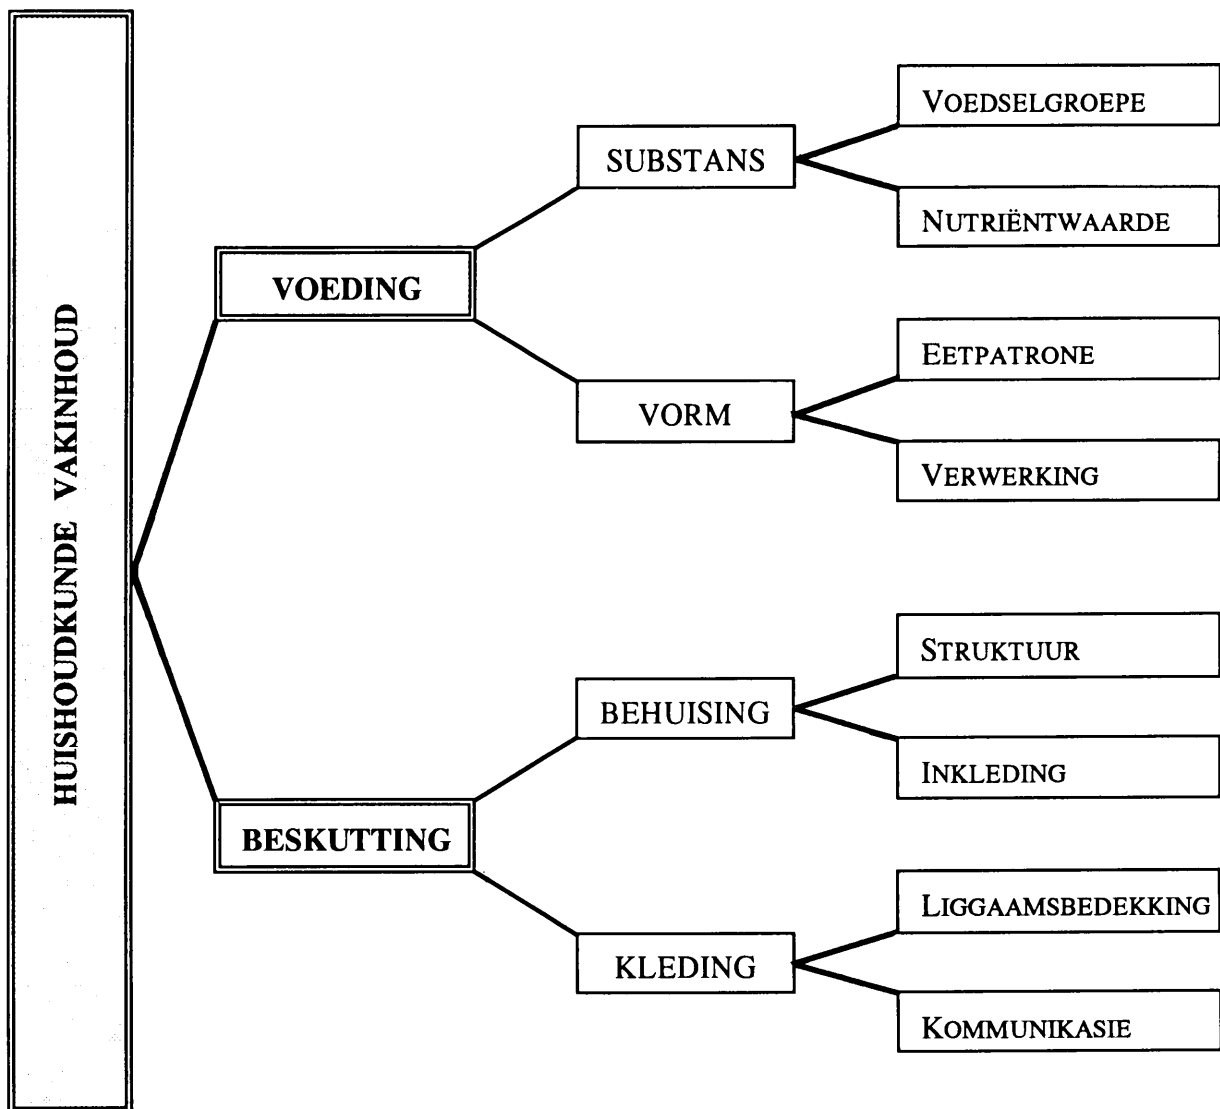 HUISHOUDKUNDE VAKINHOUD
VOEDING
SUBSTANS
VOEDSELGROEPE
NUTRIËNTWAARDE
VORM
EETPATRONE
VERWERKING
BESKUTTING
BEHUISING
STRUKTUUR
INKLEDING
KLEDING
LIGGAAMSBEDEKKING
KOMMUNIKASIE